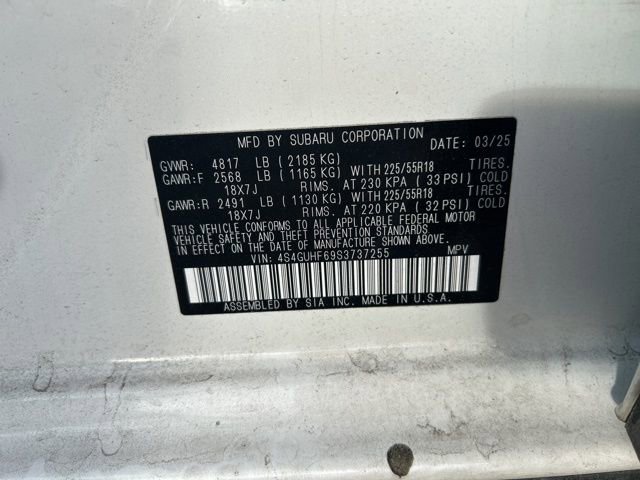 MFD BY SUBARU CORPORATION DATE: 03/25
GVWR: 4817 LB (2185 KG)
GAWR:F 2568 LB (1165 KG) WITH 225/55R18 TIRES.
18X7J RIMS. AT 230 KPA (33 PSI) COLD
GAWR:R 2491 LB (1130 KG) WITH 225/55R18 TIRES.
18X7J RIMS. AT 220 KPA (32 PSI) COLD
THIS VEHICLE CONFORMS TO ALL APPLICABLE FEDERAL MOTOR
VEHICLE SAFETY AND THEFT PREVENTION STANDARDS
IN EFFECT ON THE DATE OF MANUFACTURE SHOWN ABOVE.
VIN: 4S4GUHF69S3737255 MPV
ASSEMBLED BY SIA INC. MADE IN U.S.A.